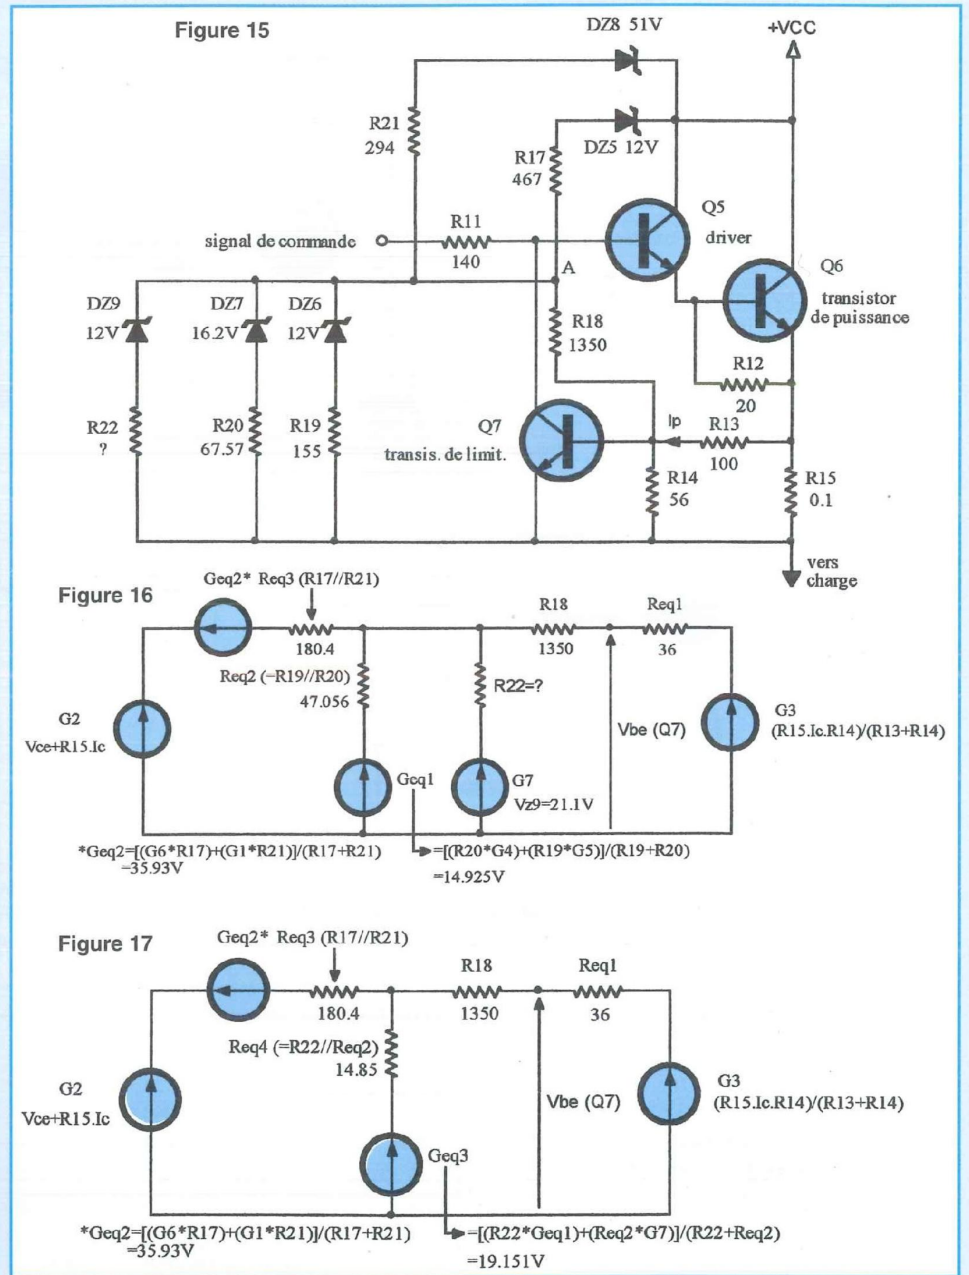 Figure 15
DZ8 51V
+VCC
R21
294
R17
467
DZ5 12V
signal de commande
R11
140
Q5
driver
A
DZ9
12V
DZ7
16.2V
DZ6
12V
R18
1350
Q6
transistor
de puissance
R12
20
R22
?
R20
67.57
R19
155
Q7
transis. de limit.
Ip
R13
100
R14
56
R15
0.1
vers
charge
Figure 16
Geq2* Req3 (R17//R21)
180.4
R18
1350
Req1
36
Req2 (=R19//R20)
47.056
R22=?
G2
Vce+R15.Ic
Geq1
G7
Vz9=21.1V
Vbe (Q7)
G3
(R15.Ic.R14)/(R13+R14)
*Geq2=[(G6*R17)+(G1*R21)]/(R17+R21)
=35.93V
=[(R20*G4)+(R19*G5)]/(R19+R20)
=14.925V
Figure 17
Geq2* Req3 (R17//R21)
180.4
R18
1350
Req1
36
Req4 (=R22//Req2)
14.85
G2
Vce+R15.Ic
Vbe (Q7)
G3
(R15.Ic.R14)/(R13+R14)
Geq3
*Geq2=[(G6*R17)+(G1*R21)]/(R17+R21)
=35.93V
=[(R22*Geq1)+(Req2*G7)]/(R22+Req2)
=19.151V